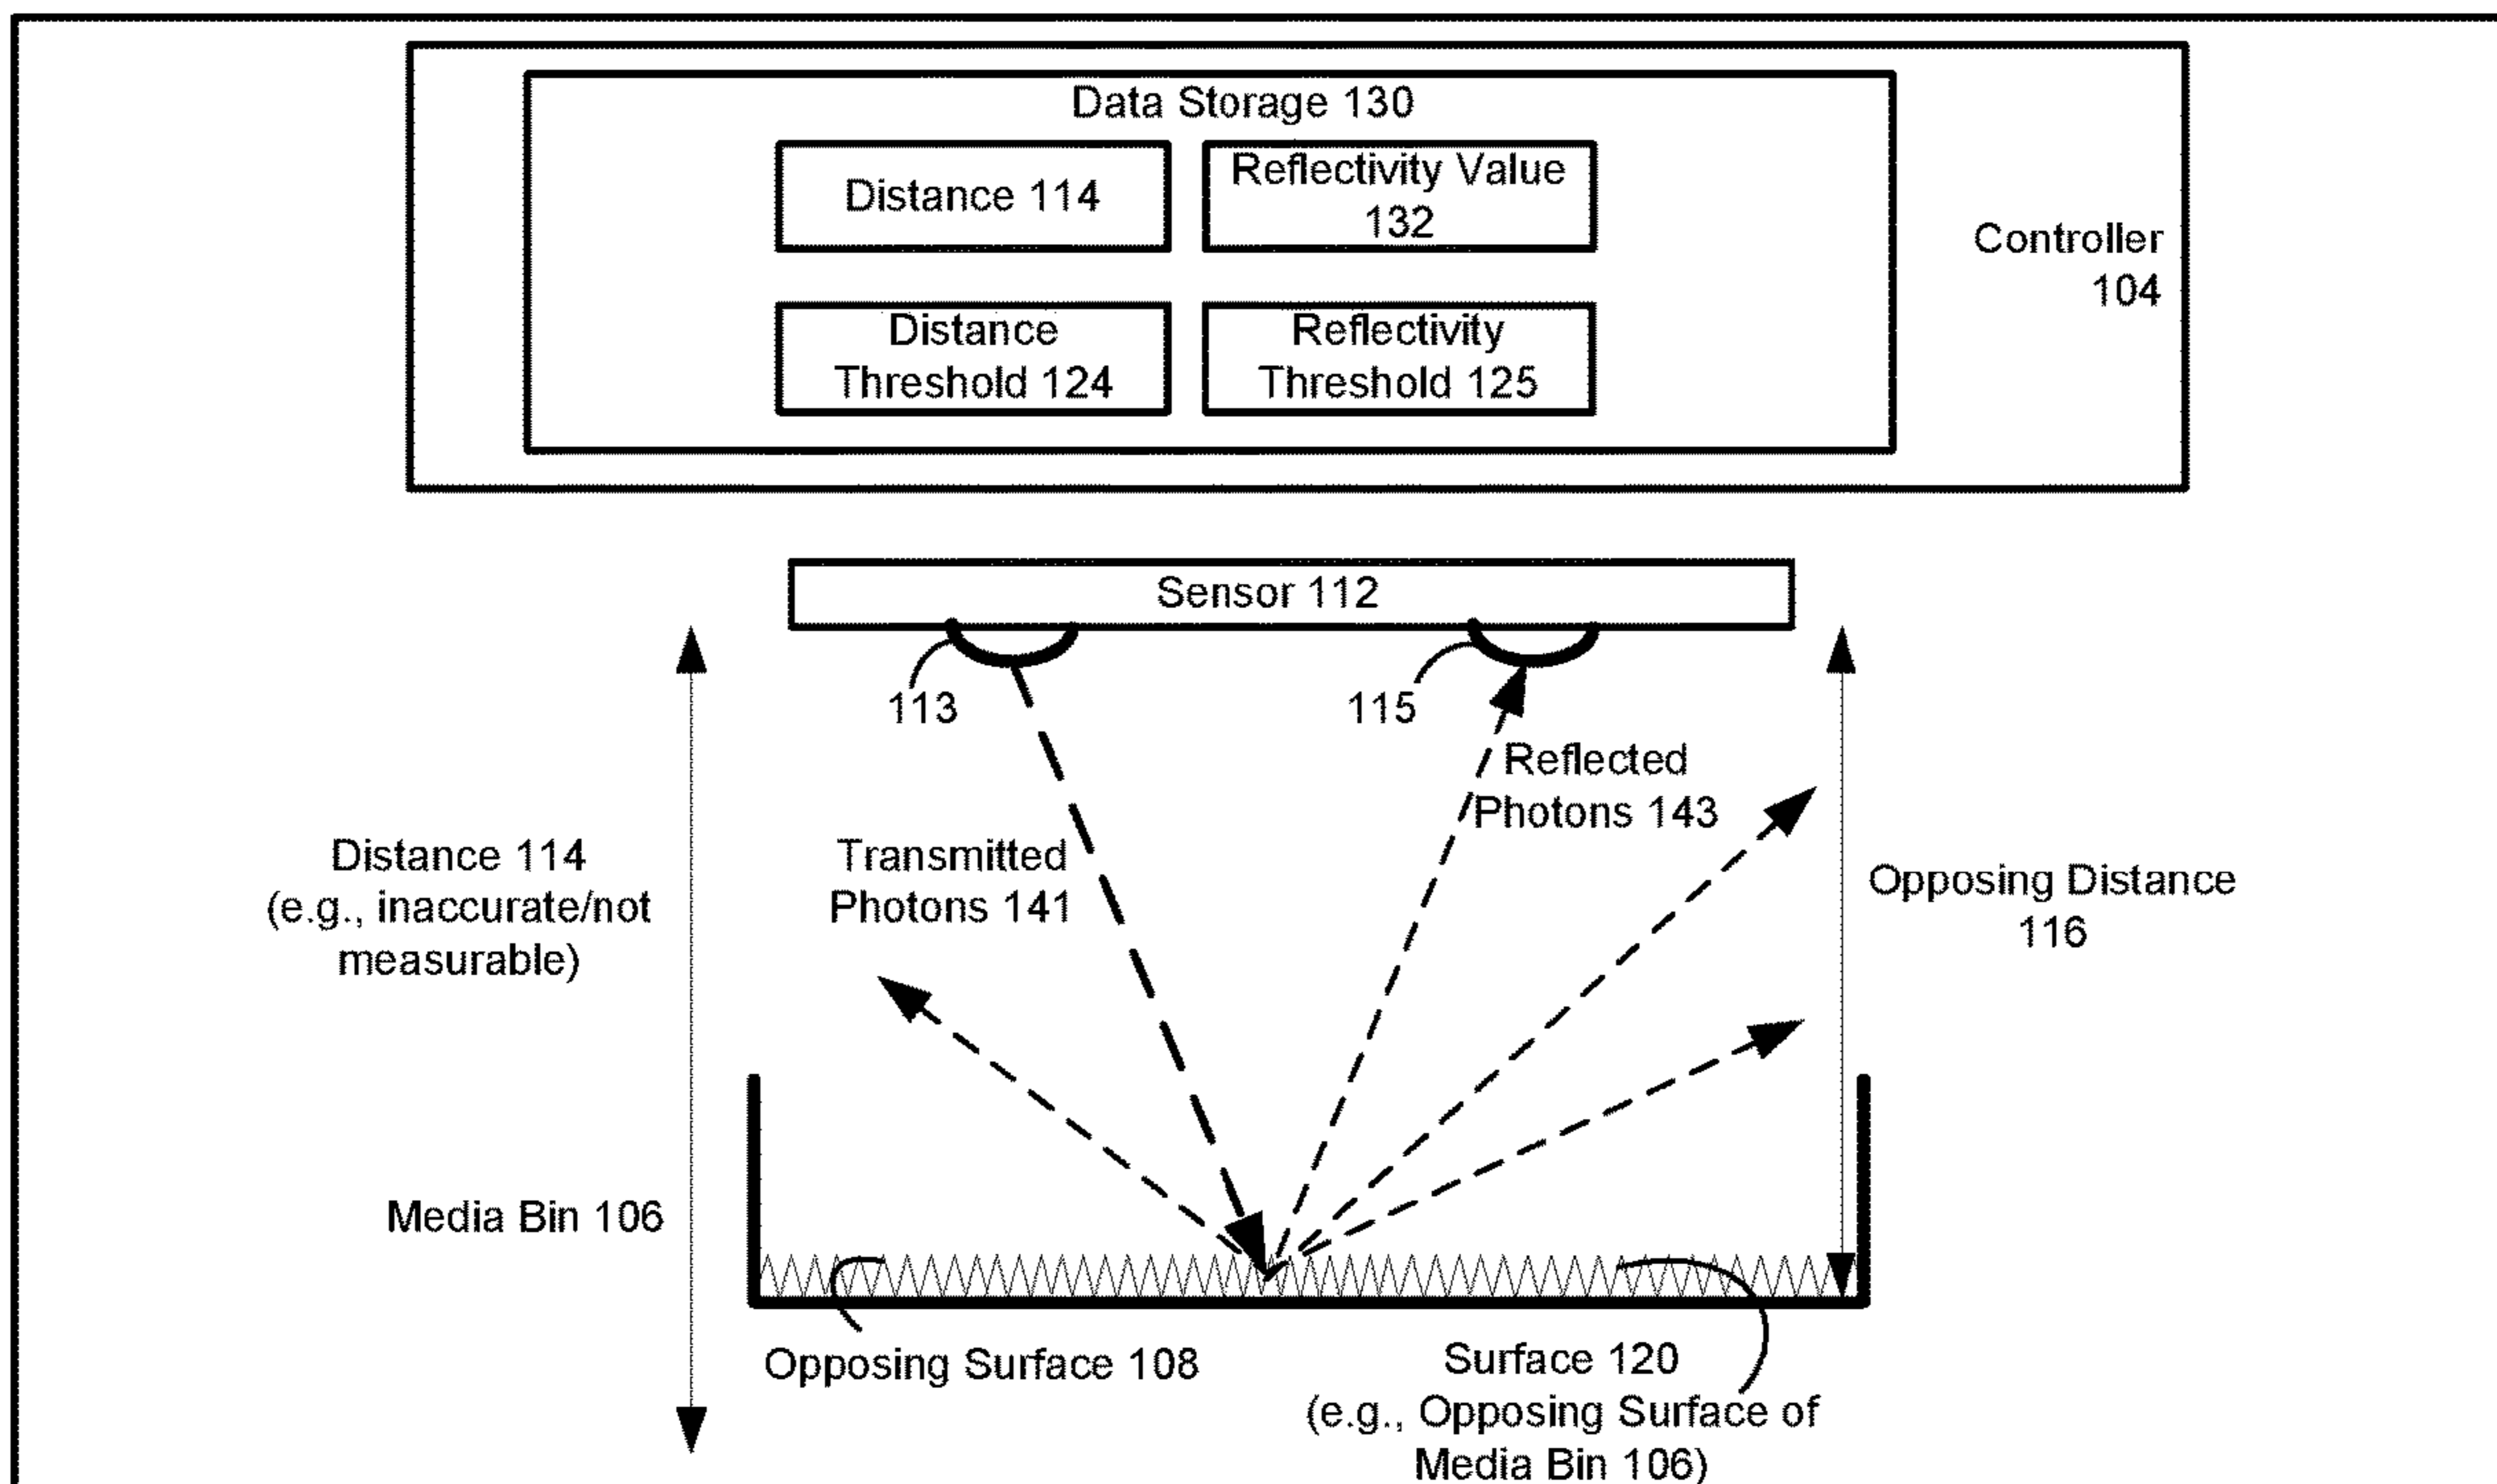 Data Storage 130
Distance 114
Reflectivity Value
132
Distance
Threshold 124
Reflectivity
Threshold 125
Controller
104
Sensor 112
113
115
Reflected
Photons 143
Transmitted
Photons 141
Distance 114
(e.g., inaccurate/not
measurable)
Opposing Distance
116
Media Bin 106
Opposing Surface 108
Surface 120
(e.g., Opposing Surface of
Media Bin 106)